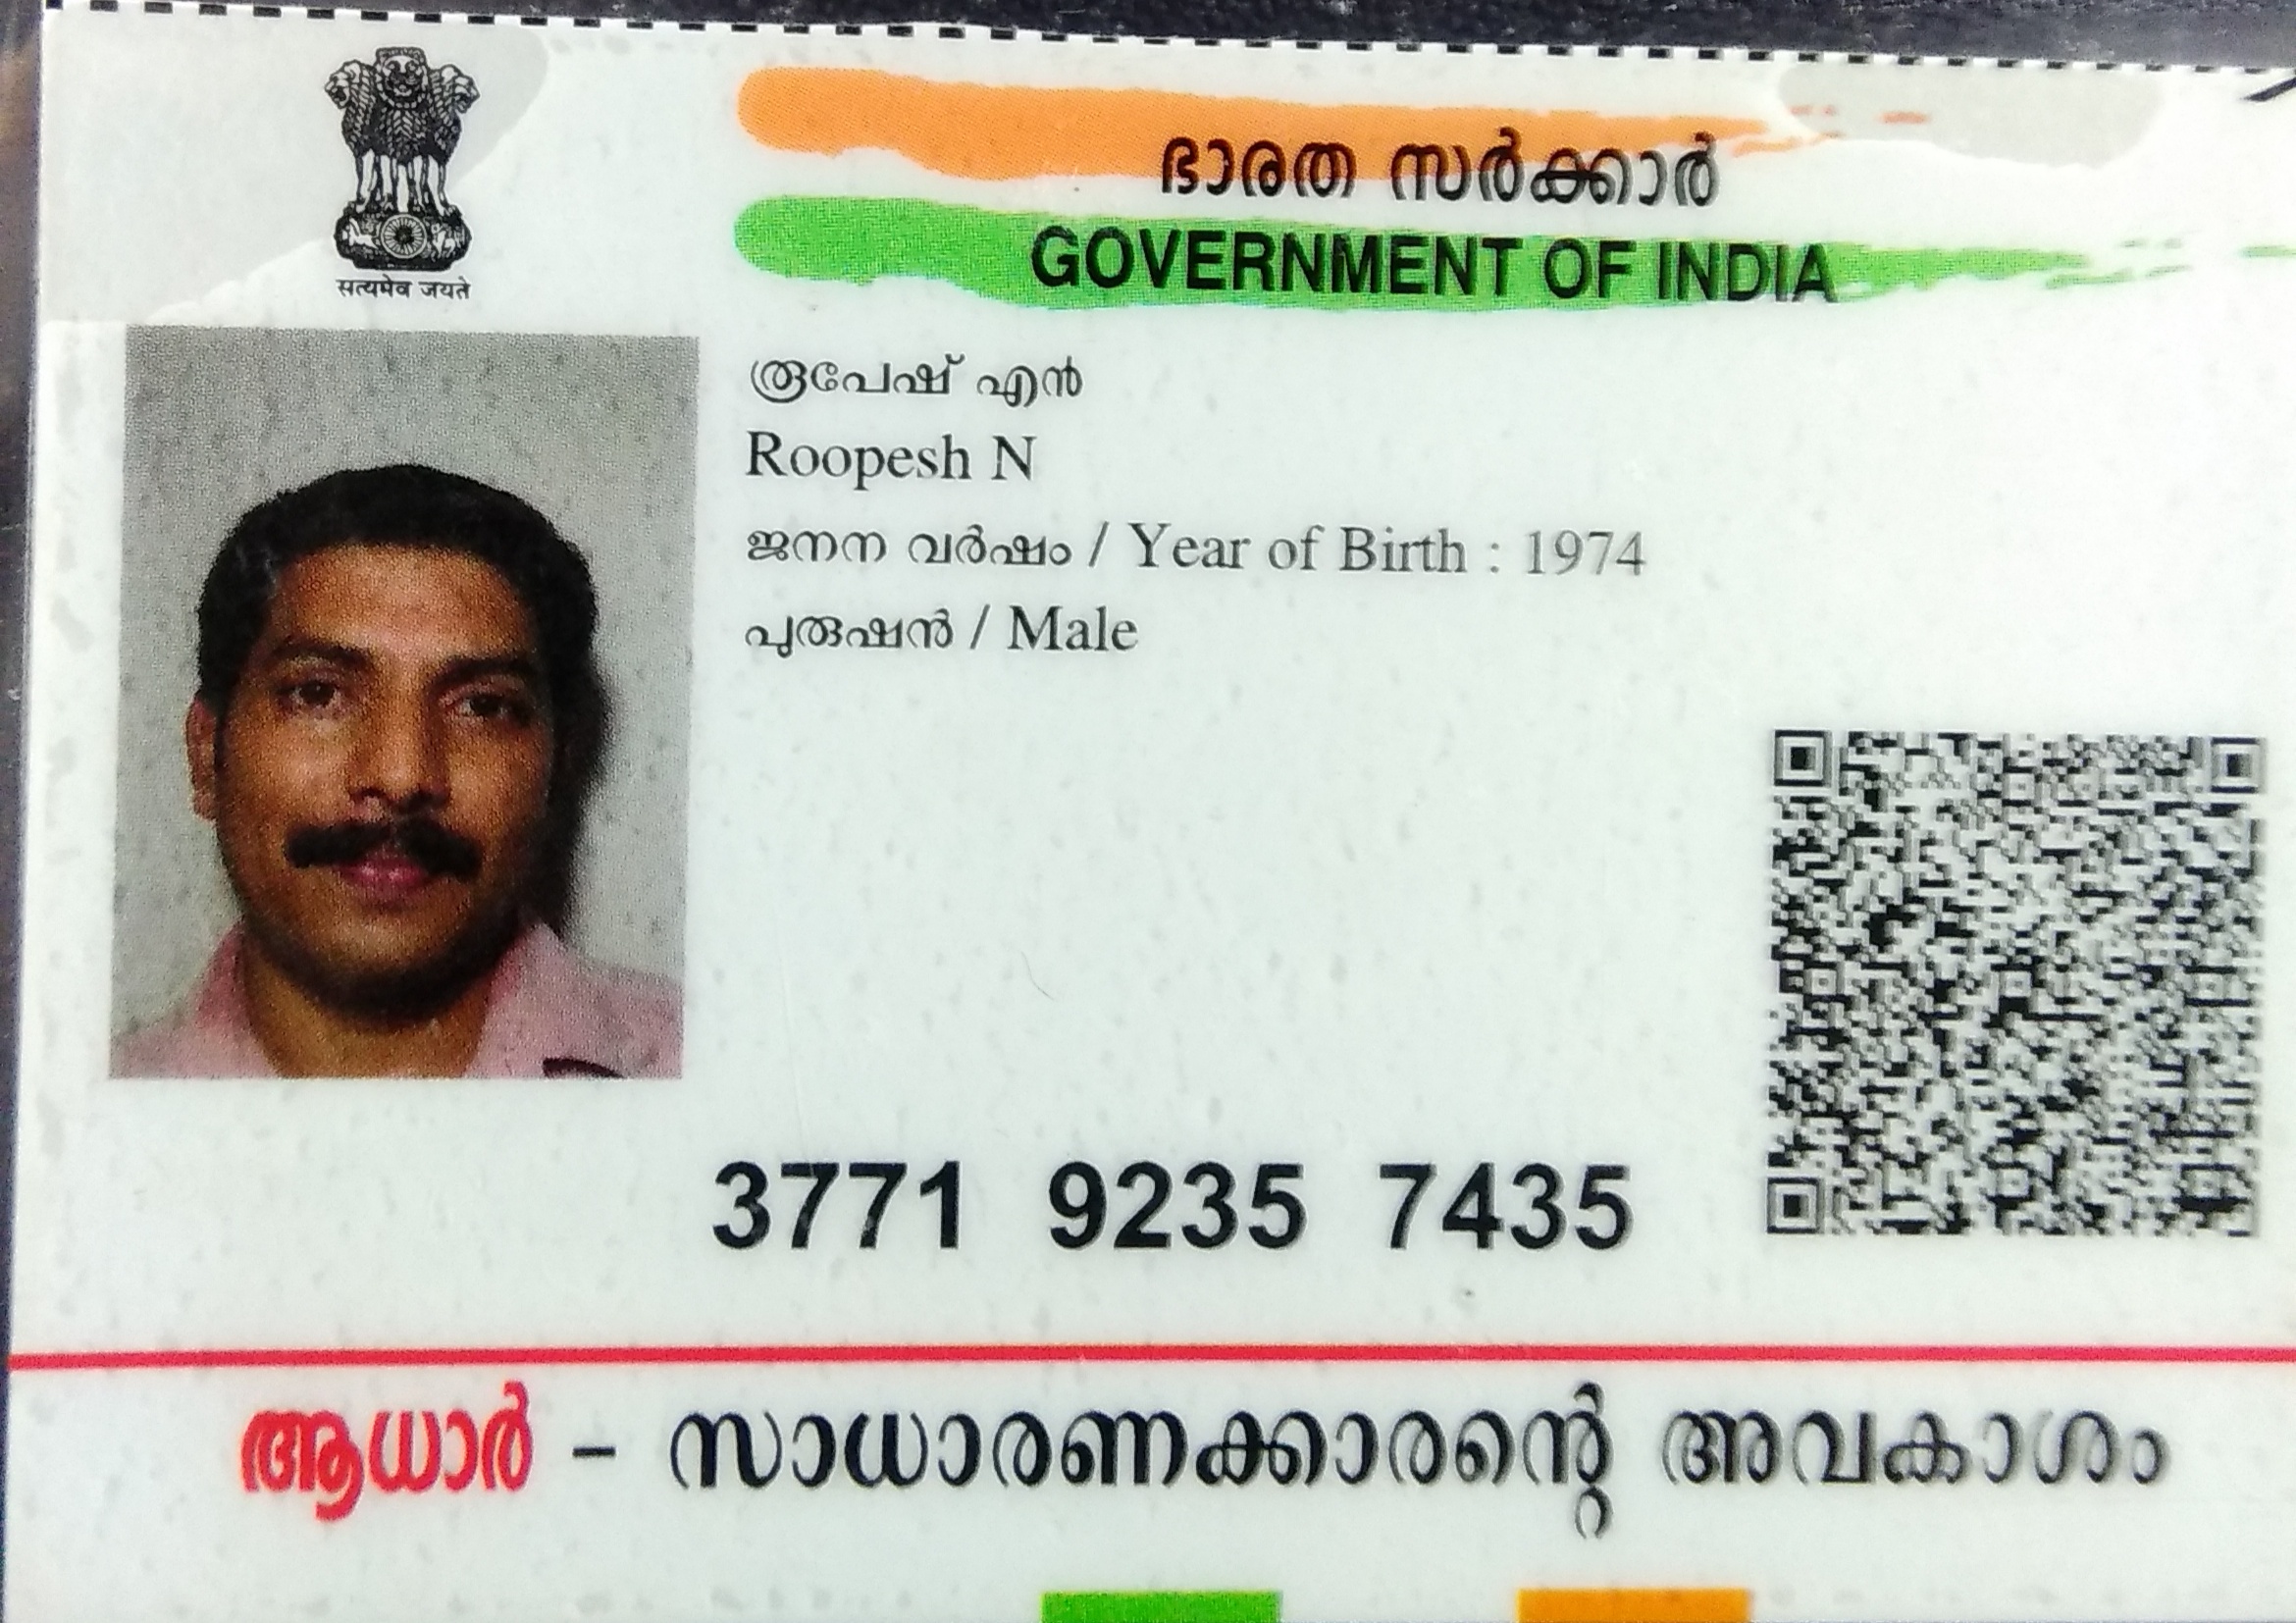 सत्यमेव जयते
ഭാരത സർക്കാർ
GOVERNMENT OF INDIA
രൂപേഷ് എൻ
Roopesh N
ജനന വർഷം / Year of Birth : 1974
പുരുഷൻ / Male
3771 9235 7435
ആധാർ - സാധാരണക്കാരന്റെ അവകാശം